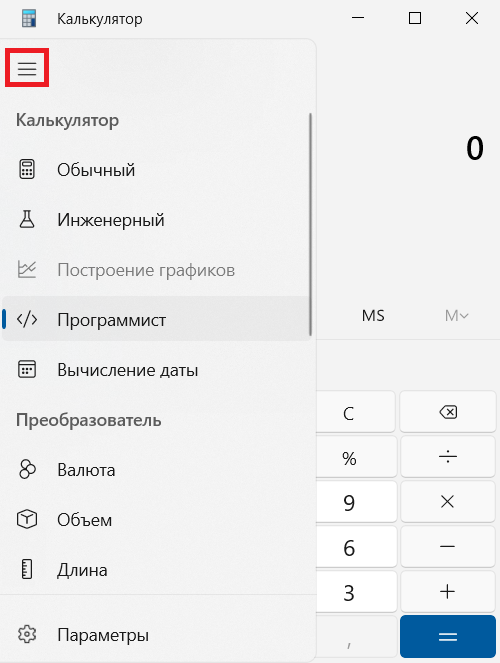 Калькулятор
Калькулятор
0
Обычный
Инженерный
Построение графиков
MS M
Программист
Вычисление даты
Преобразователь
C
Валюта
% ÷
Объем
9 ×
Длина
6 −
3 +
Параметры
, =